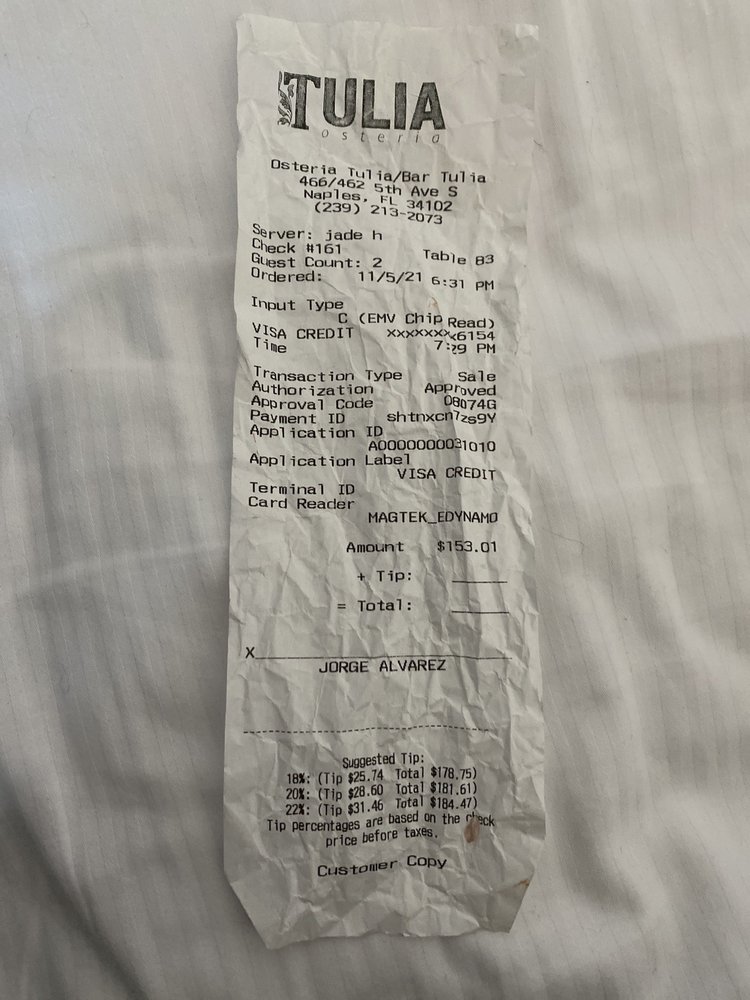 TULIA
osteria
Osteria Tulia/Bar Tulia
466/462 5th Ave S
Naples, FL 34102
(239) 213-2073
Server: jade h
Check #161 Table 83
Guest Count: 2
Ordered: 11/5/21 6:31 PM
Input Type
C (EMV Chip Read)
VISA CREDIT xxxxxxxx6154
Time 7:29 PM
Transaction Type Sale
Authorization Approved
Approval Code 08074G
Payment ID shtnxcn7zs9Y
Application ID
A0000000031010
Application Label
VISA CREDIT
Terminal ID
Card Reader
MAGTEK_EDYNAMO
Amount $153.01
+ Tip:
= Total:
X
JORGE ALVAREZ
Suggested Tip:
18%: (Tip $25.74 Total $178.75)
20%: (Tip $28.60 Total $181.61)
22%: (Tip $31.46 Total $184.47)
Tip percentages are based on the check
price before taxes.
Customer Copy